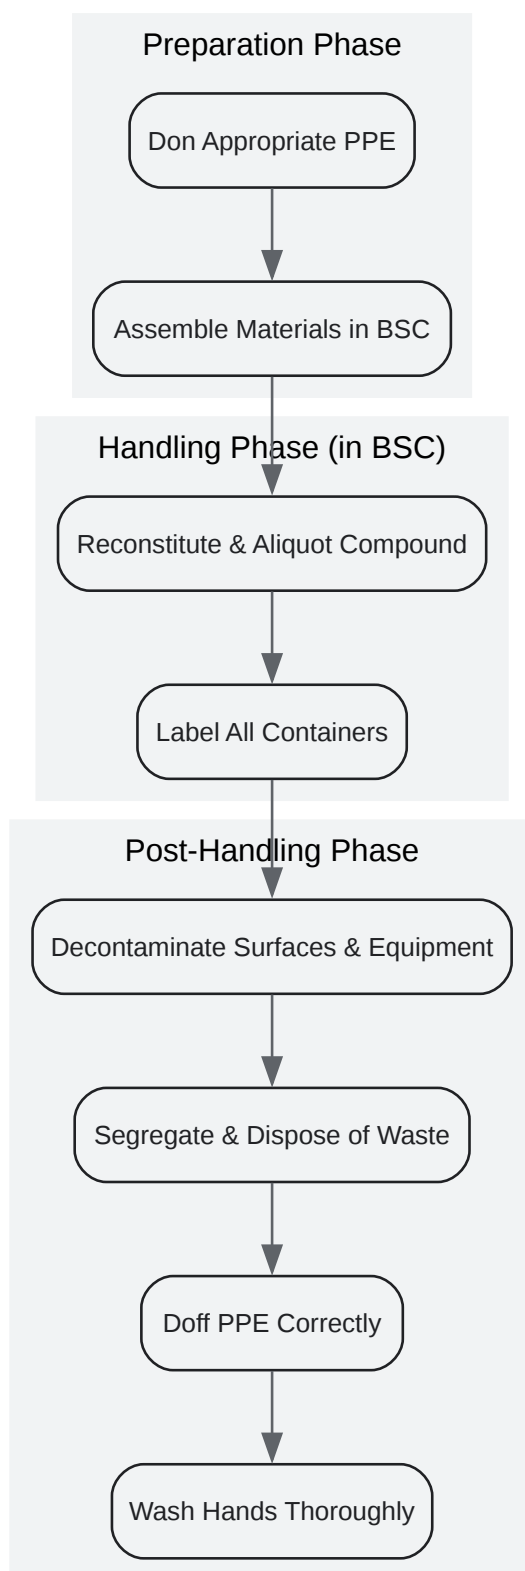 Preparation Phase
Don Appropriate PPE
Assemble Materials in BSC
Handling Phase (in BSC)
Reconstitute & Aliquot Compound
Label All Containers
Post-Handling Phase
Decontaminate Surfaces & Equipment
Segregate & Dispose of Waste
Doff PPE Correctly
Wash Hands Thoroughly